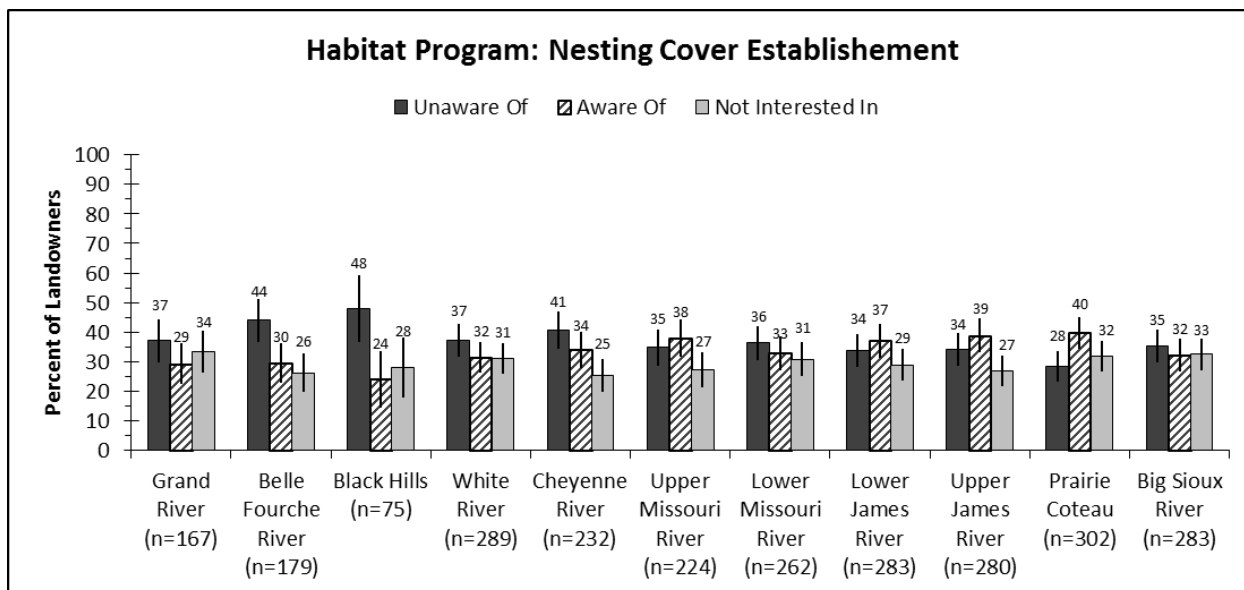 Habitat Program: Nesting Cover Establishement
Unaware Of Aware Of Not Interested In
Percent of Landowners
100
90
80
70
60
50
40
30
20
10
0
37 29 34
44 30 26
48 24 28
37 32 31
41 34 25
35 38 27
36 33 31
34 37 29
34 39 27
28 40 32
35 32 33
Grand
River
(n=167)
Belle
Fourche
River
(n=179)
Black Hills
(n=75)
White
River
(n=289)
Cheyenne
River
(n=232)
Upper
Missouri
River
(n=224)
Lower
Missouri
River
(n=262)
Lower
James
River
(n=283)
Upper
James
River
(n=280)
Prairie
Coteau
(n=302)
Big Sioux
River
(n=283)